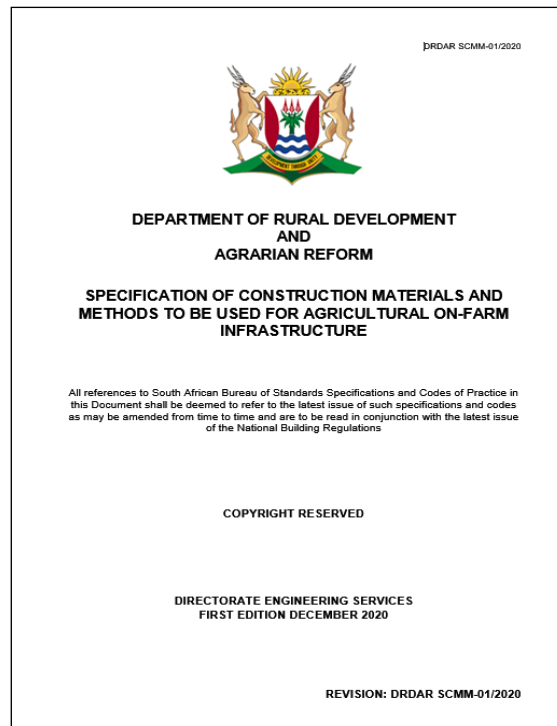 DRDAR SCMM-01/2020
DEVELOPMENT THROUGH UNITY
DEPARTMENT OF RURAL DEVELOPMENT
AND
AGRARIAN REFORM
SPECIFICATION OF CONSTRUCTION MATERIALS AND
METHODS TO BE USED FOR AGRICULTURAL ON-FARM
INFRASTRUCTURE
All references to South African Bureau of Standards Specifications and Codes of Practice in
this Document shall be deemed to refer to the latest issue of such specifications and codes
as may be amended from time to time and are to be read in conjunction with the latest issue
of the National Building Regulations
COPYRIGHT RESERVED
DIRECTORATE ENGINEERING SERVICES
FIRST EDITION DECEMBER 2020
REVISION: DRDAR SCMM-01/2020